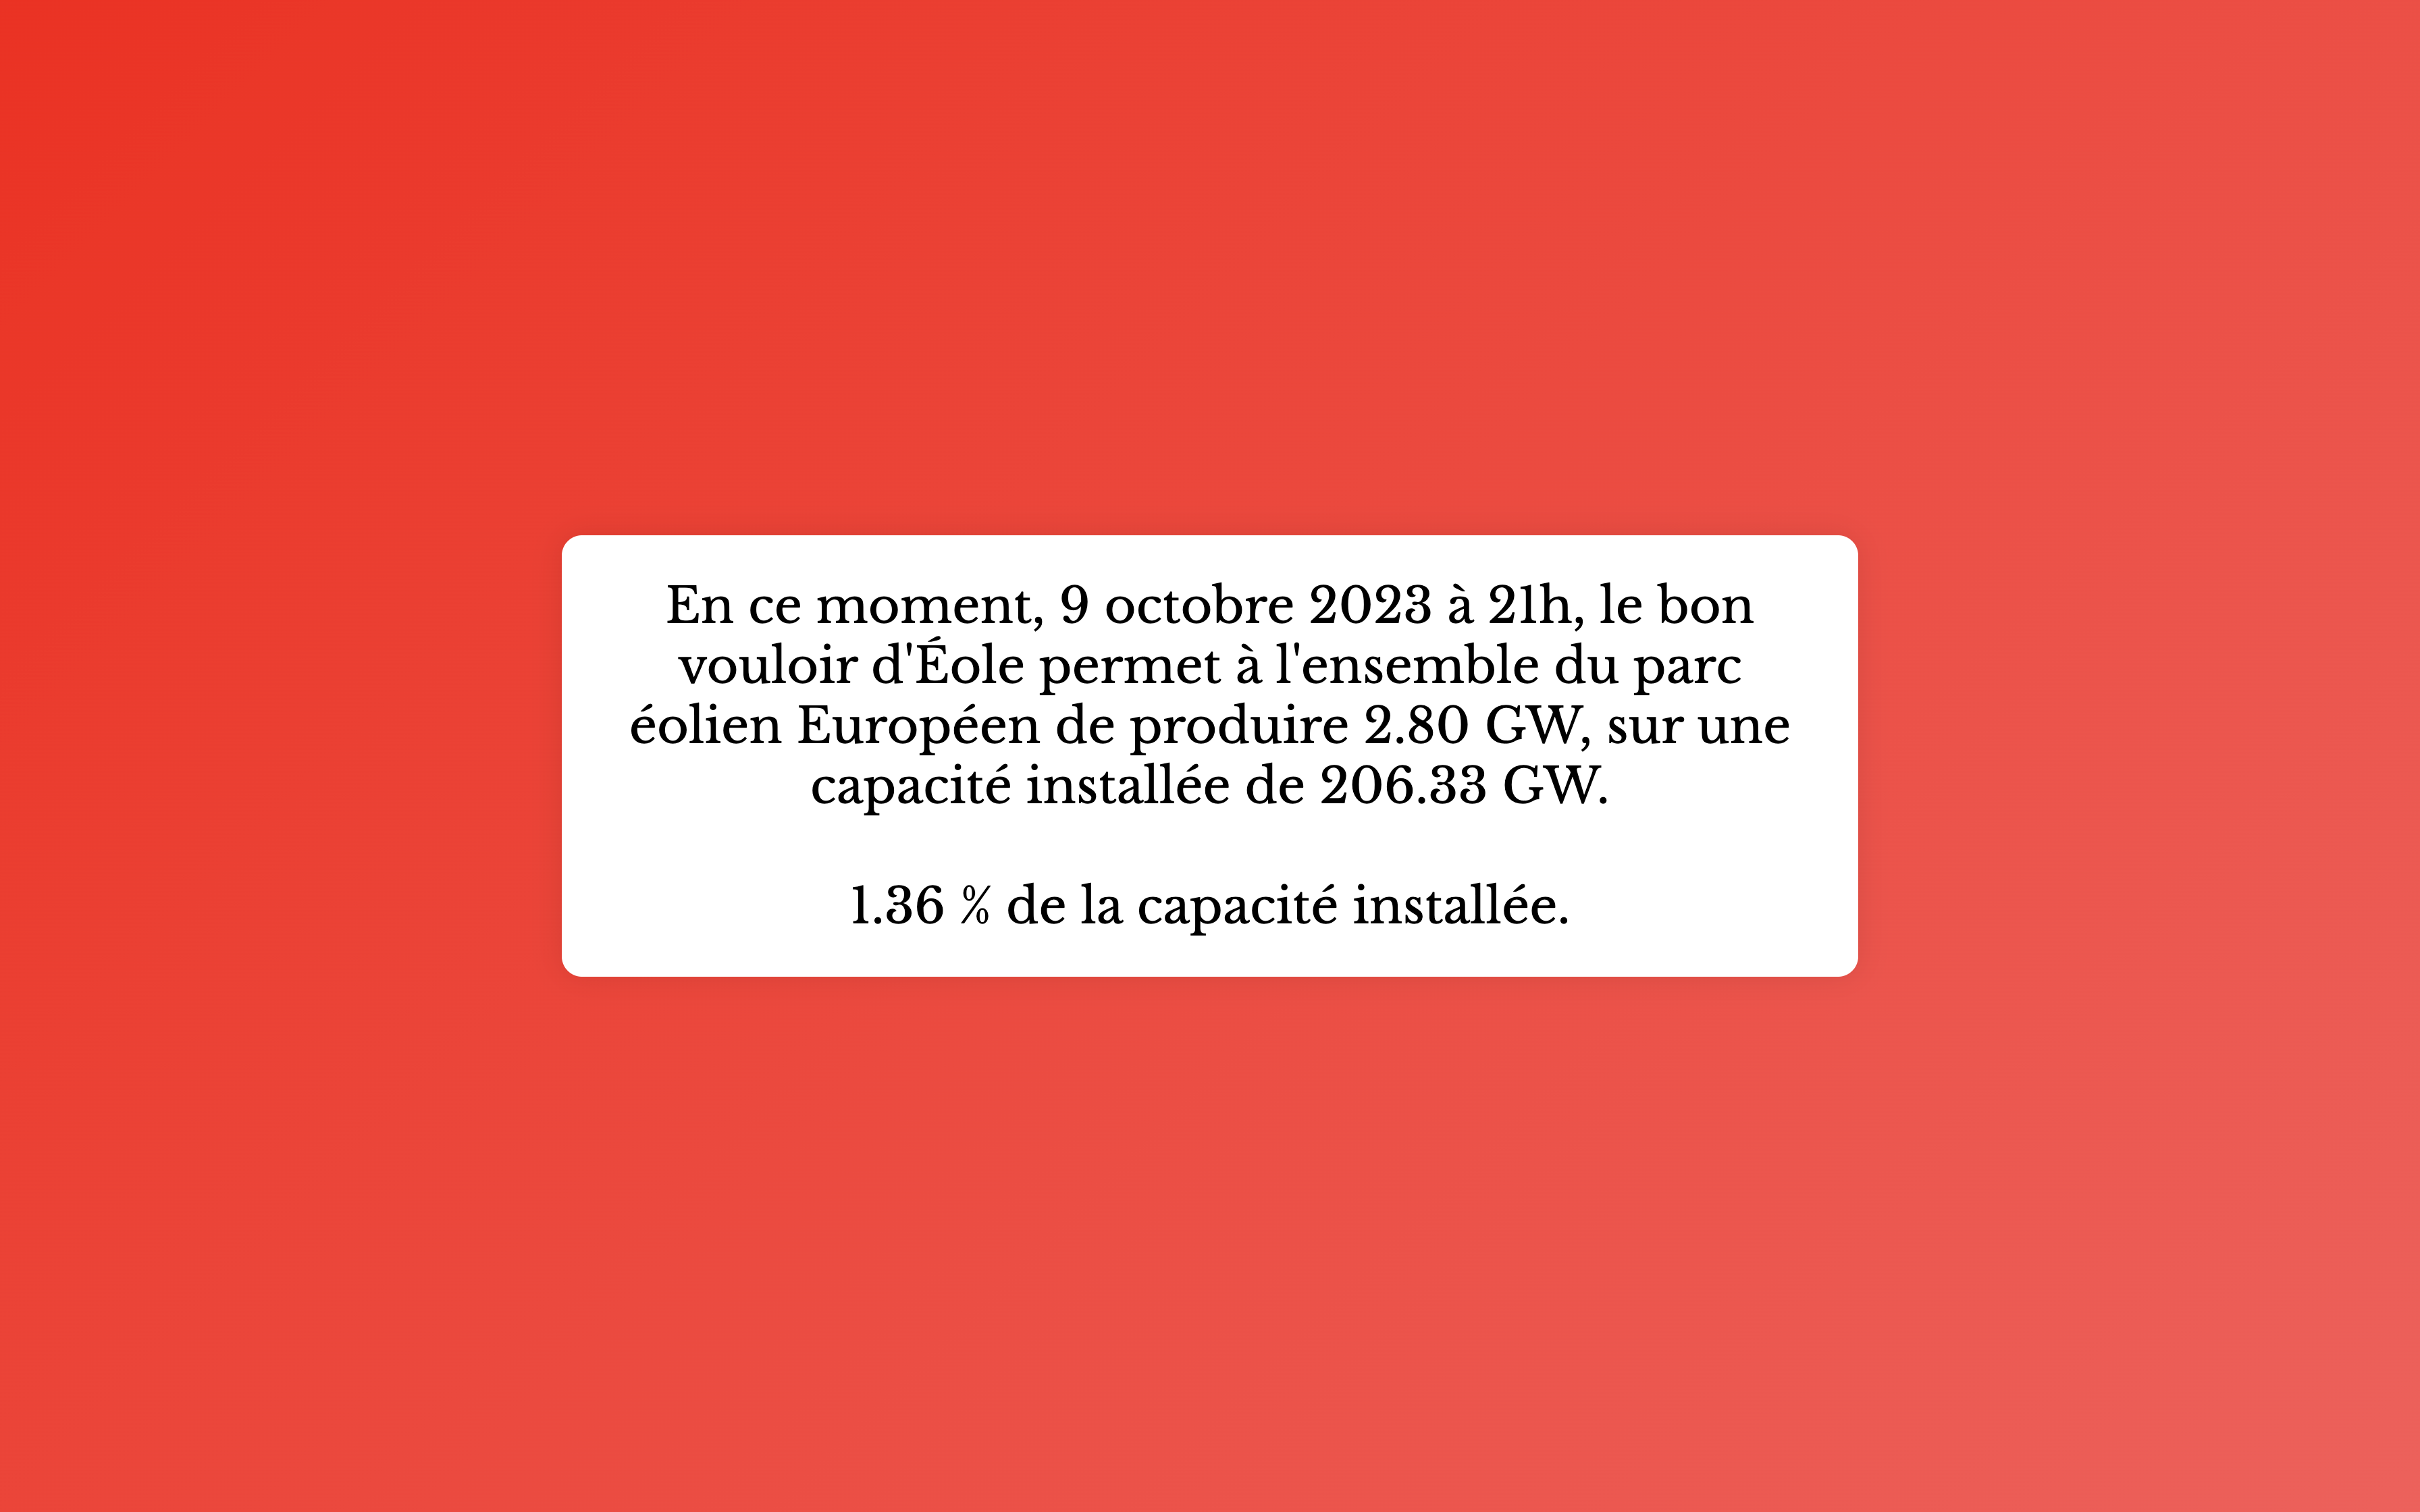 En ce moment, 9 octobre 2023 à 21h, le bon
vouloir d'Éole permet à l'ensemble du parc
éolien Européen de produire 2.80 GW, sur une
capacité installée de 206.33 GW.
1.36 % de la capacité installée.